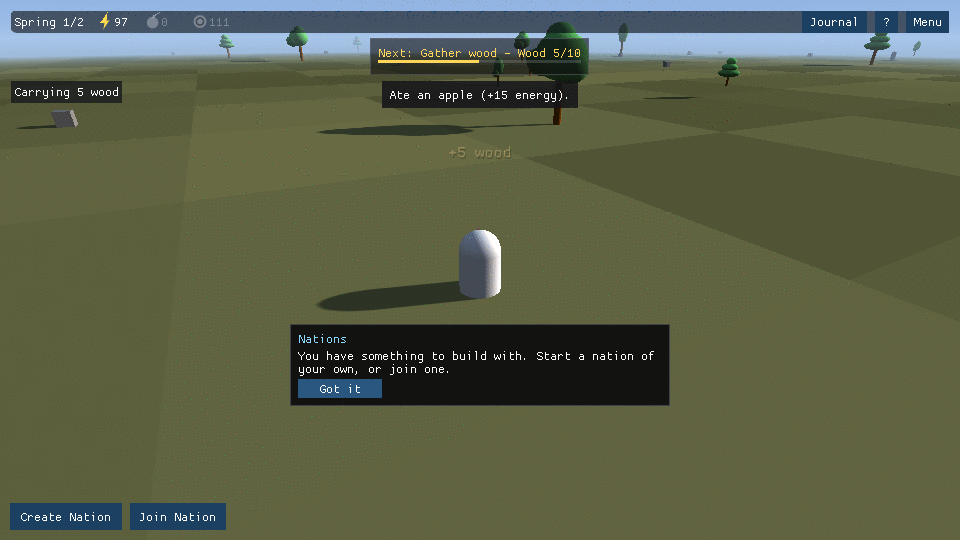 Spring 1/2 97 0 111 Journal ? Menu
Next: Gather wood - Wood 5/10
Carrying 5 wood
Ate an apple (+15 energy).
+5 wood
Nations
You have something to build with. Start a nation of
your own, or join one.
Got it
Create Nation Join Nation